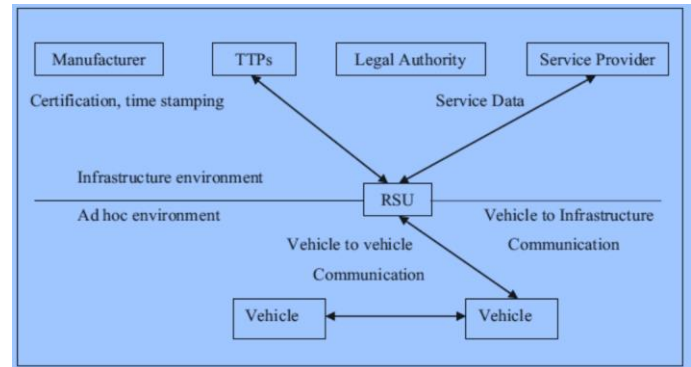 Manufacturer
TTPs
Legal Authority
Service Provider
Certification, time stamping
Service Data
Infrastructure environment
RSU
Ad hoc environment
Vehicle to Infrastructure
Communication
Vehicle to vehicle
Communication
Vehicle
Vehicle